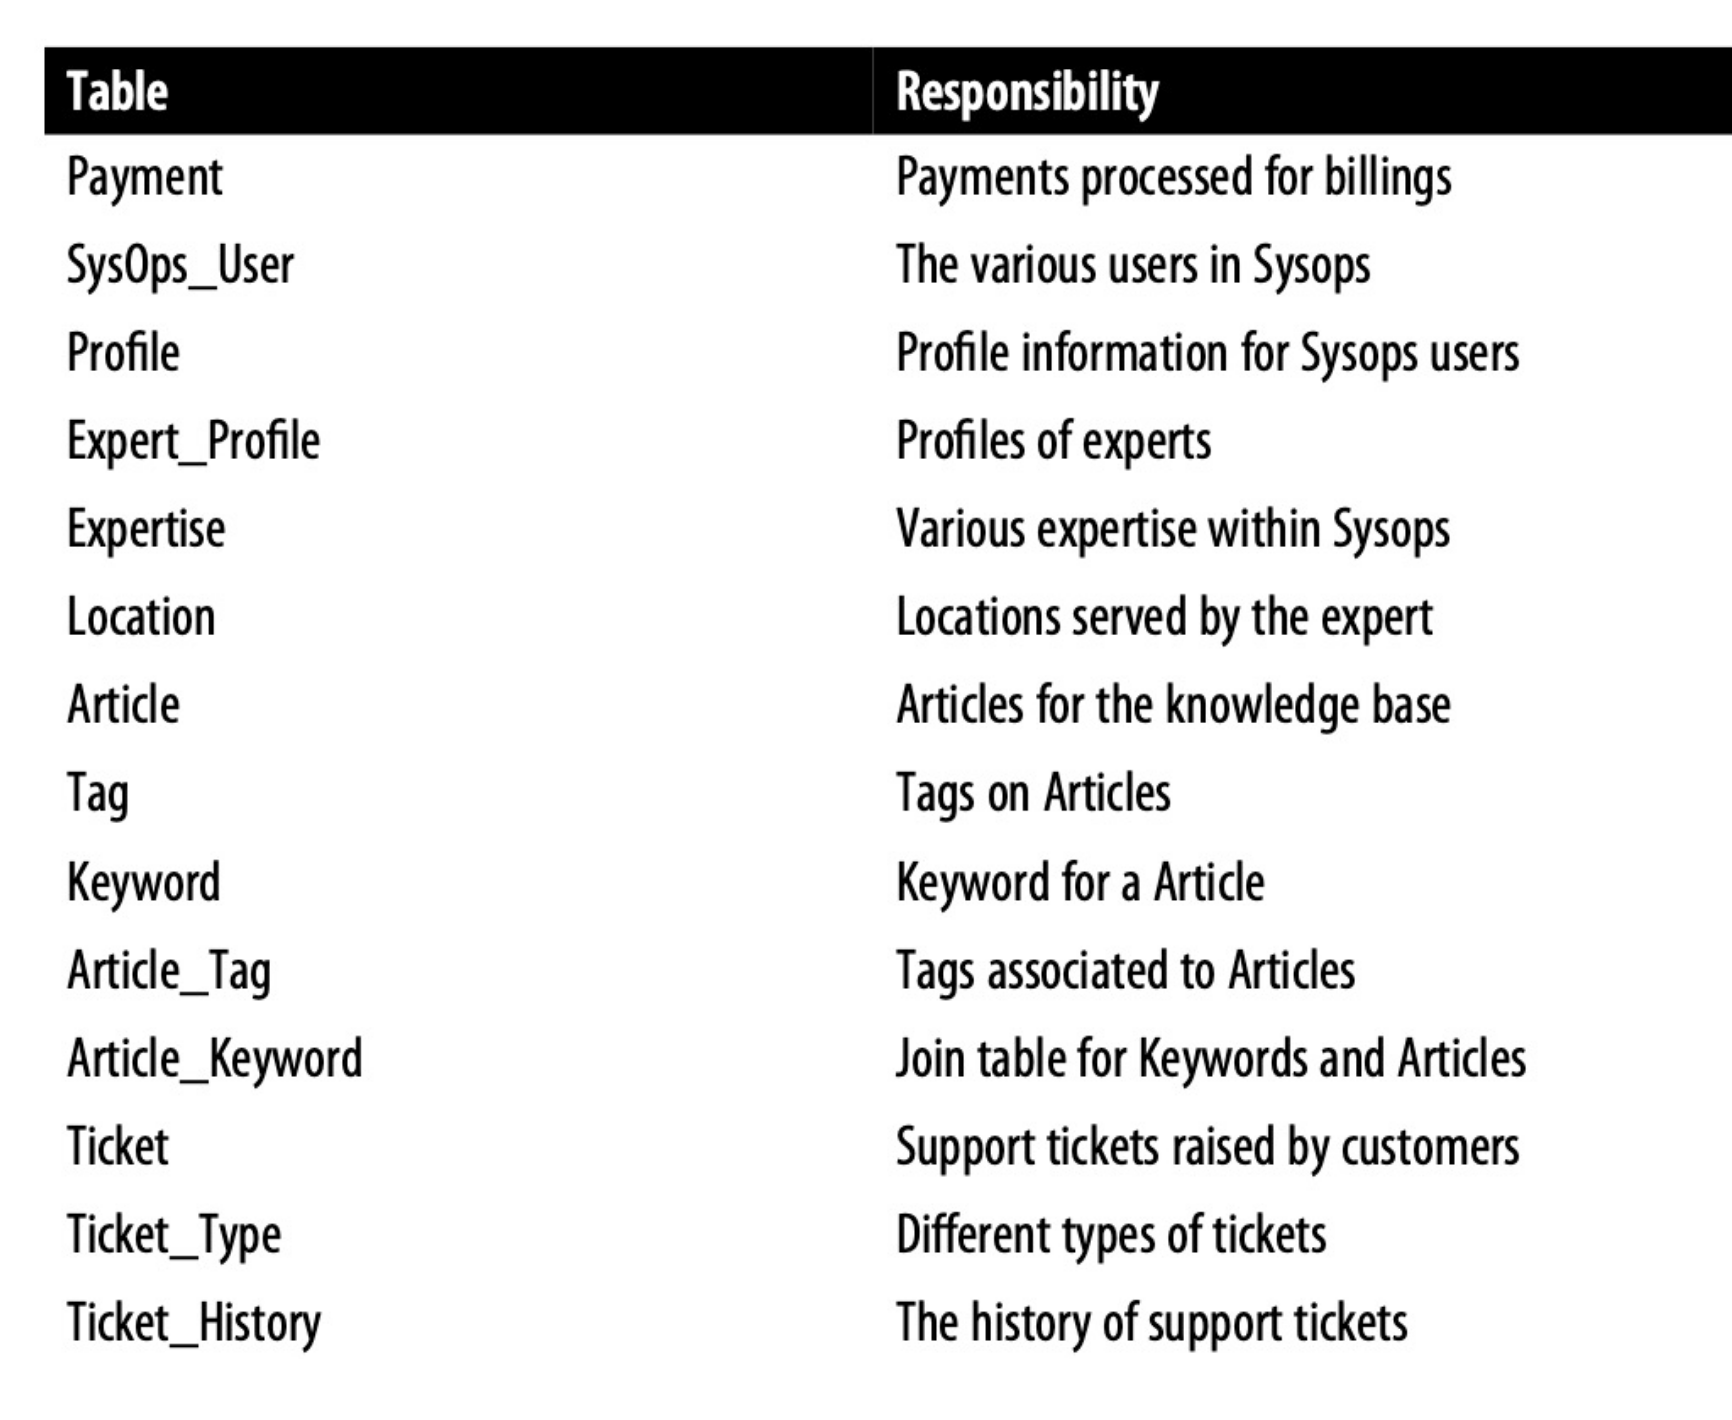 Table Responsibility
Payment Payments processed for billings
SysOps_User The various users in Sysops
Profile Profile information for Sysops users
Expert_Profile Profiles of experts
Expertise Various expertise within Sysops
Location Locations served by the expert
Article Articles for the knowledge base
Tag Tags on Articles
Keyword Keyword for a Article
Article_Tag Tags associated to Articles
Article_Keyword Join table for Keywords and Articles
Ticket Support tickets raised by customers
Ticket_Type Different types of tickets
Ticket_History The history of support tickets